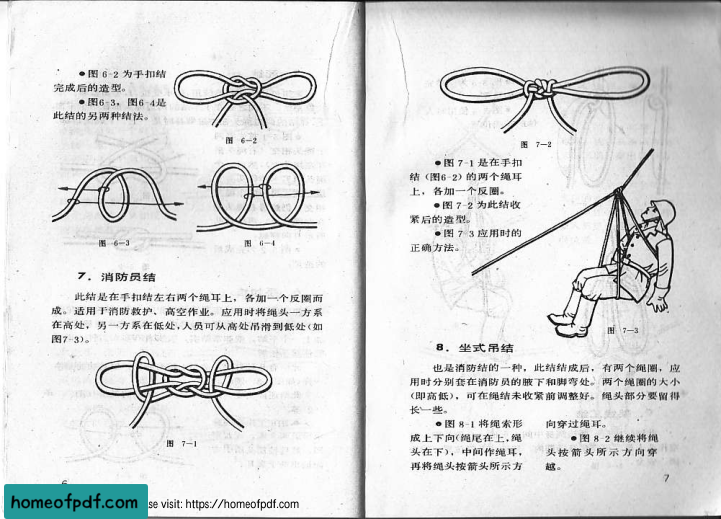 ●图 6-2 为手扣结
完成后的造型。
●图6-3，图6-4是
此结的另两种结法。
图 6-2
图 6-3
图 6-4
7．消防员结
此结是在手扣结左右两个绳耳上，各加一个反圈而
成。适用于消防救护、高空作业。应用时将绳头一方系
在高处，另一方系在低处，人员可从高处吊滑到低处（如
图7-3）。
图 7-1
6
homeofpdf.com
se visit: https://homeofpdf.com
图 7-2
●图 7-1 是在手扣
结（图6-2）的两个绳耳
上，各加一个反圈。
●图 7-2 为此结收
紧后的造型。
●图 7-3 应用时的
正确方法。
图 7-3
8．坐式吊结
也是消防结的一种，此结结成后，有两个绳圈，应
用时分别套在消防员的腋下和脚弯处。两个绳圈的大小
（即高低），可在绳结未收紧前调整好。绳头部分要留得
长一些。
●图 8-1 将绳索形
成上下向（绳尾在上，绳
头在下），中间作绳耳，
再将绳头按箭头所示方
向穿过绳耳。
●图 8-2 继续将绳
头按箭头所示方向穿
越。
7